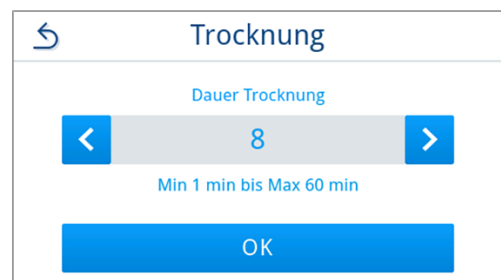 Trocknung
Dauer Trocknung
8
Min 1 min bis Max 60 min
OK